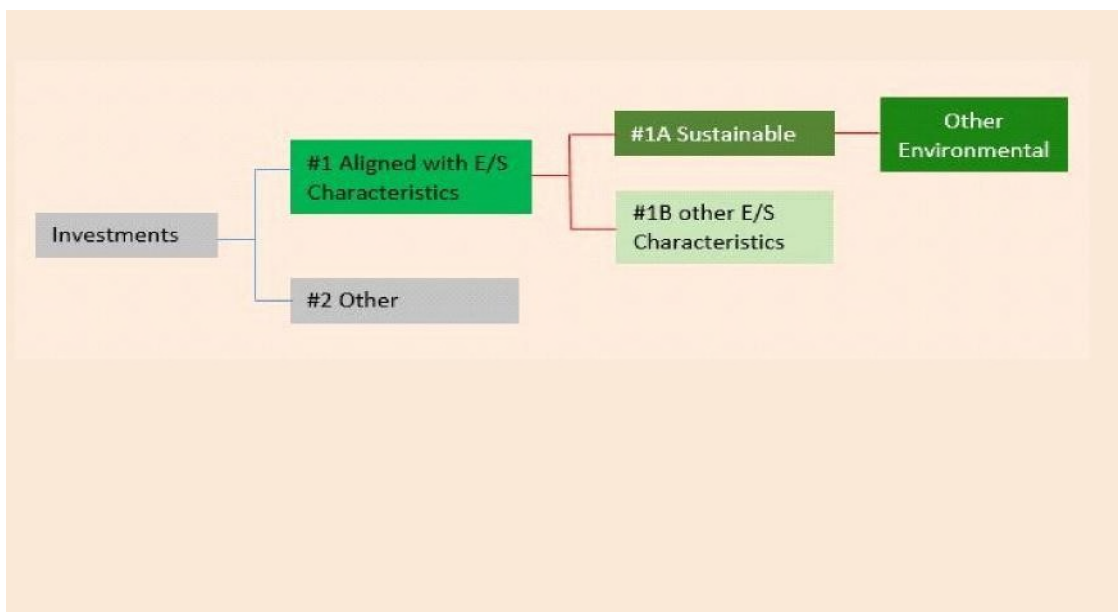 Investments
#1 Aligned with E/S
Characteristics
#2 Other
#1A Sustainable
#1B other E/S
Characteristics
Other
Environmental